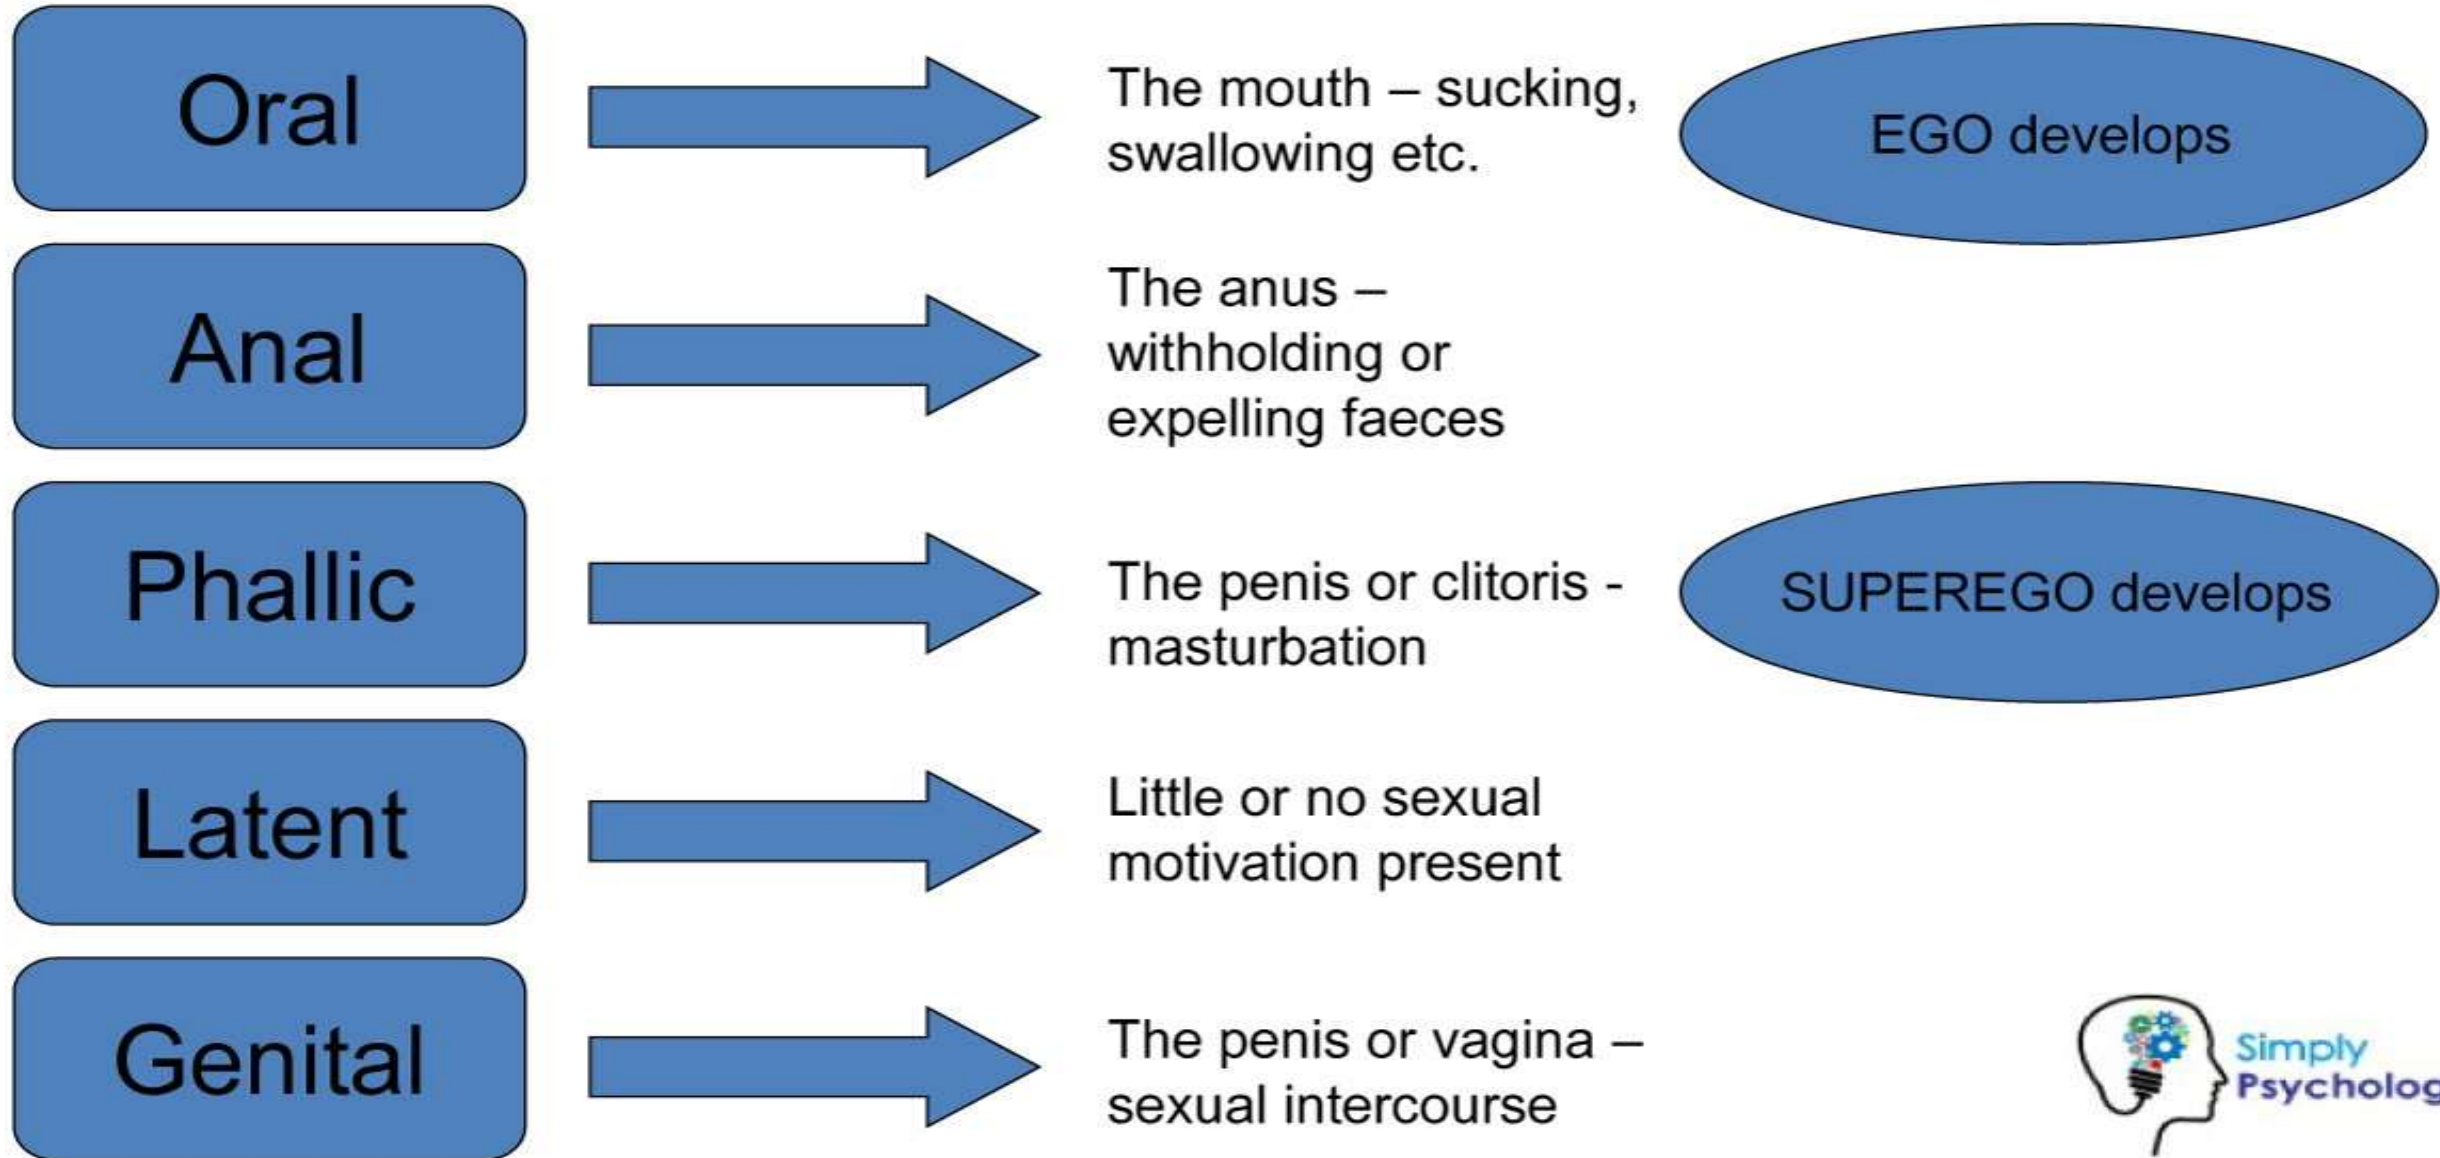 Oral
The mouth – sucking,
swallowing etc.
EGO develops
Anal
The anus –
withholding or
expelling faeces
Phallic
The penis or clitoris -
masturbation
SUPEREGO develops
Latent
Little or no sexual
motivation present
Genital
The penis or vagina –
sexual intercourse
Simply
Psycholog